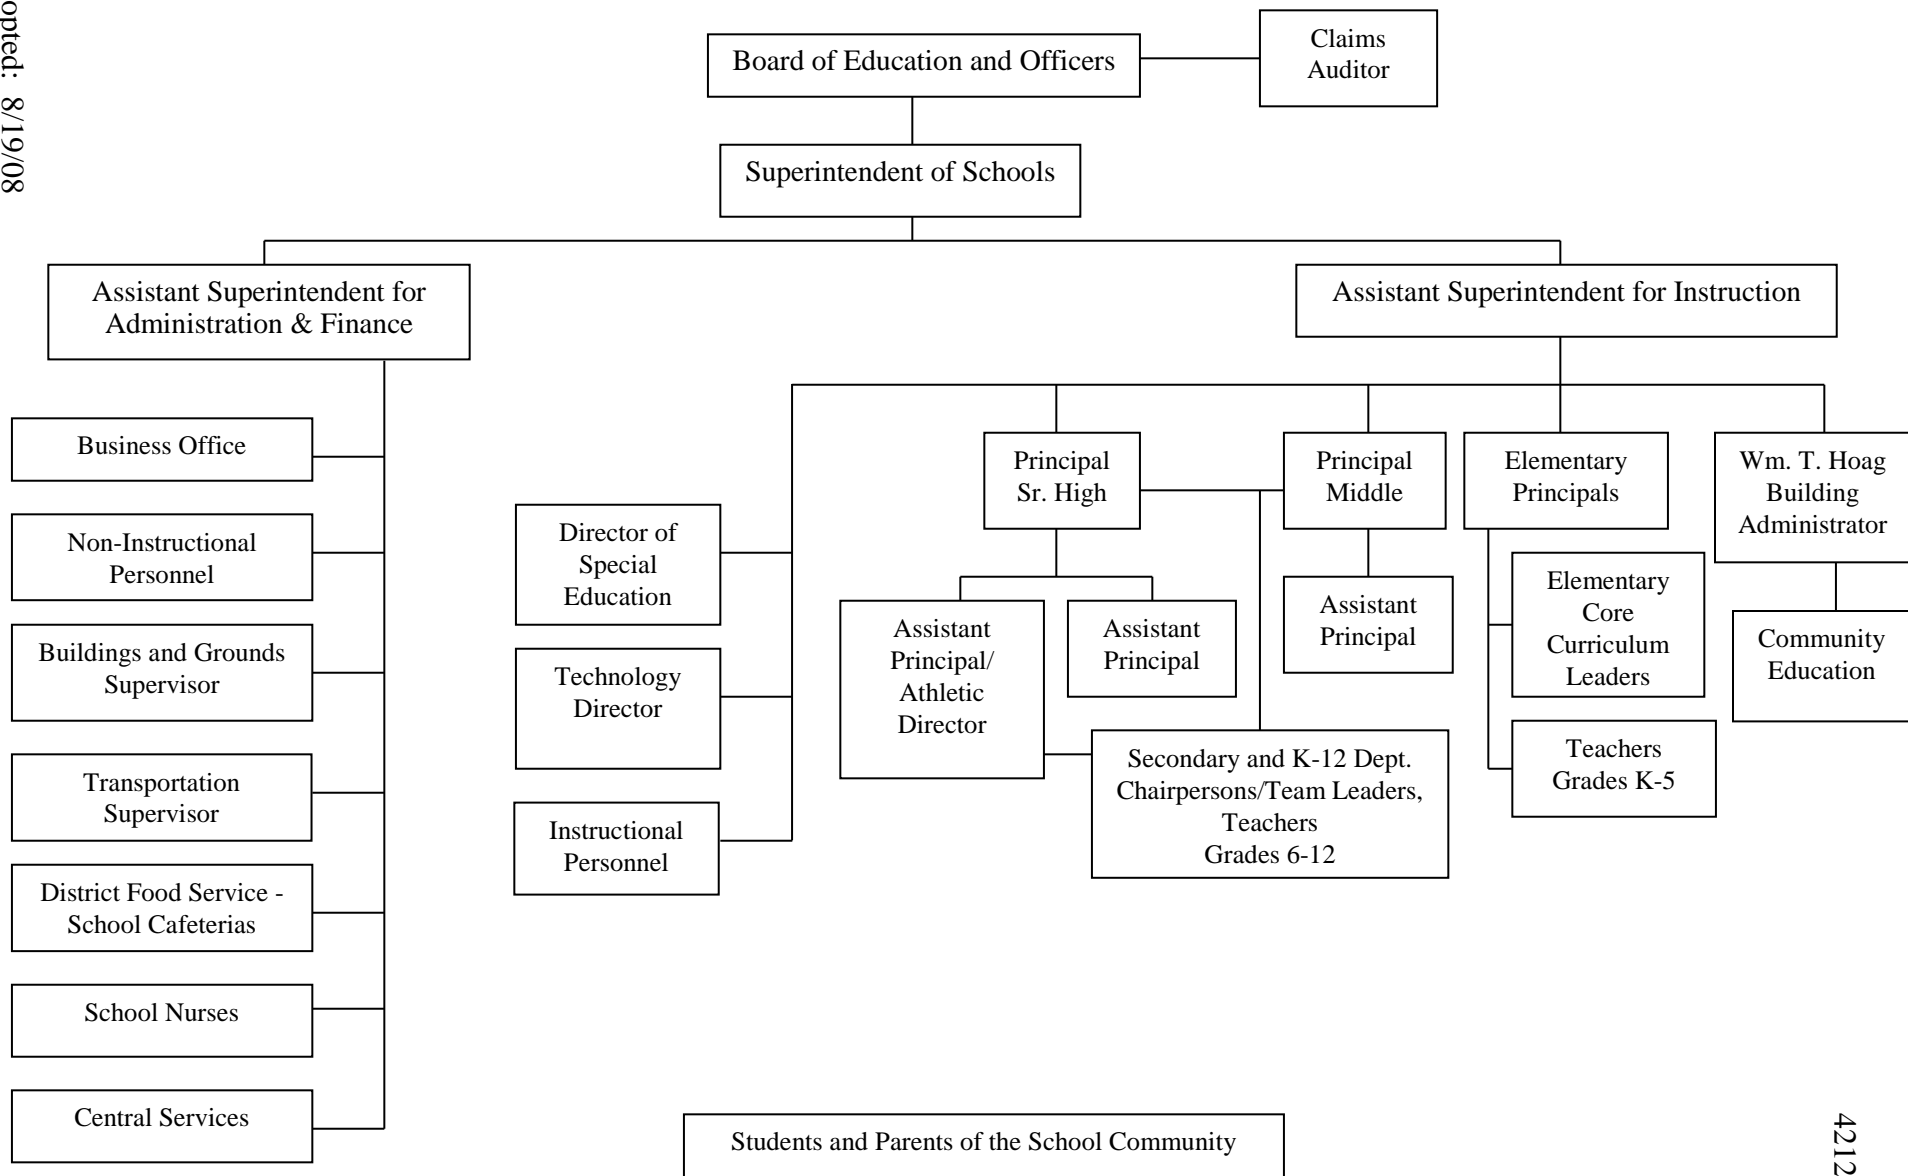 opted: 8/19/08
Board of Education and Officers
Claims
Auditor
Superintendent of Schools
Assistant Superintendent for
Administration & Finance
Assistant Superintendent for Instruction
Business Office
Non-Instructional
Personnel
Buildings and Grounds
Supervisor
Transportation
Supervisor
District Food Service -
School Cafeterias
School Nurses
Central Services
Director of
Special
Education
Technology
Director
Instructional
Personnel
Principal
Sr. High
Assistant
Principal/
Athletic
Director
Assistant
Principal
Principal
Middle
Assistant
Principal
Secondary and K-12 Dept.
Chairpersons/Team Leaders,
Teachers
Grades 6-12
Elementary
Principals
Elementary
Core
Curriculum
Leaders
Teachers
Grades K-5
Wm. T. Hoag
Building
Administrator
Community
Education
Students and Parents of the School Community
4212